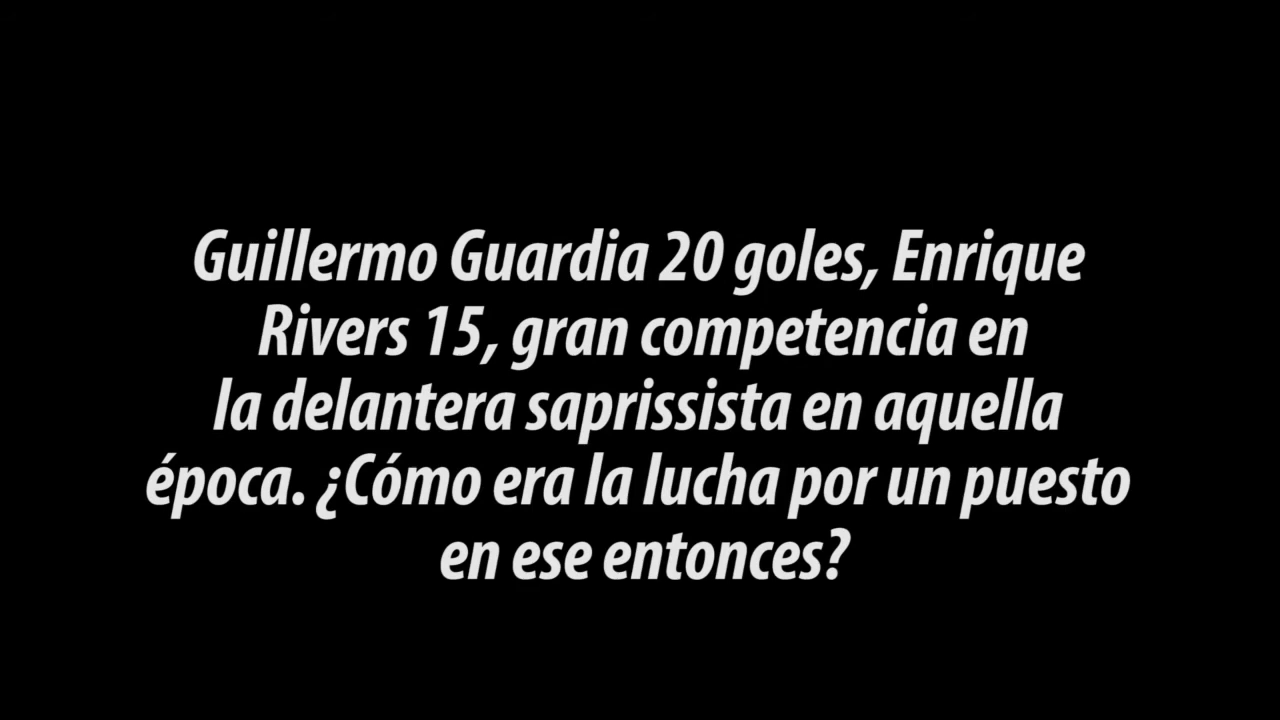 Guillermo Guardia 20 goles, Enrique
Rivers 15, gran competencia en
la delantera saprissista en aquella
época. ¿Cómo era la lucha por un puesto
en ese entonces?